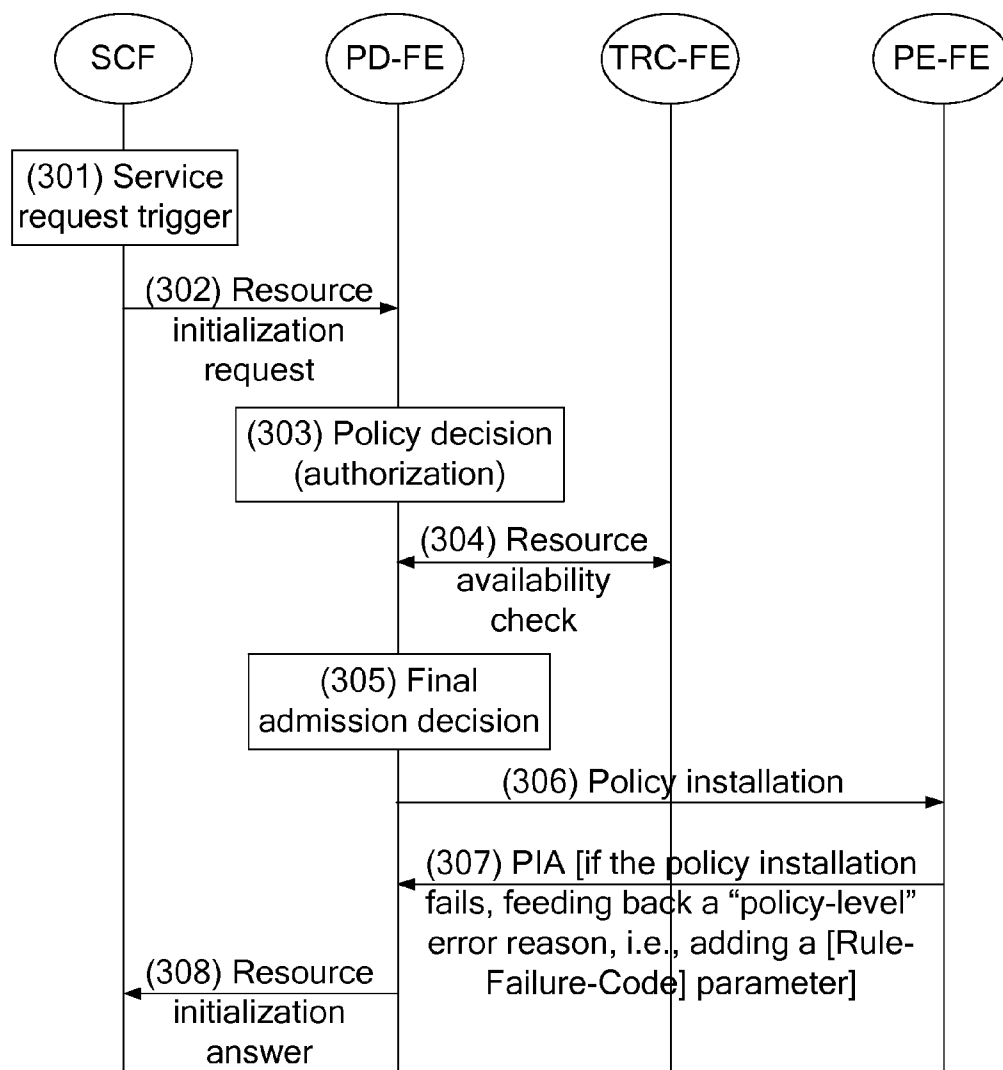 SCF
PD-FE
TRC-FE
PE-FE
(301) Service
request trigger
(302) Resource
initialization
request
(303) Policy decision
(authorization)
(304) Resource
availability
check
(305) Final
admission decision
(306) Policy installation
(307) PIA [if the policy installation
fails, feeding back a “policy-level”
error reason, i.e., adding a [Rule-
Failure-Code] parameter]
(308) Resource
initialization
answer